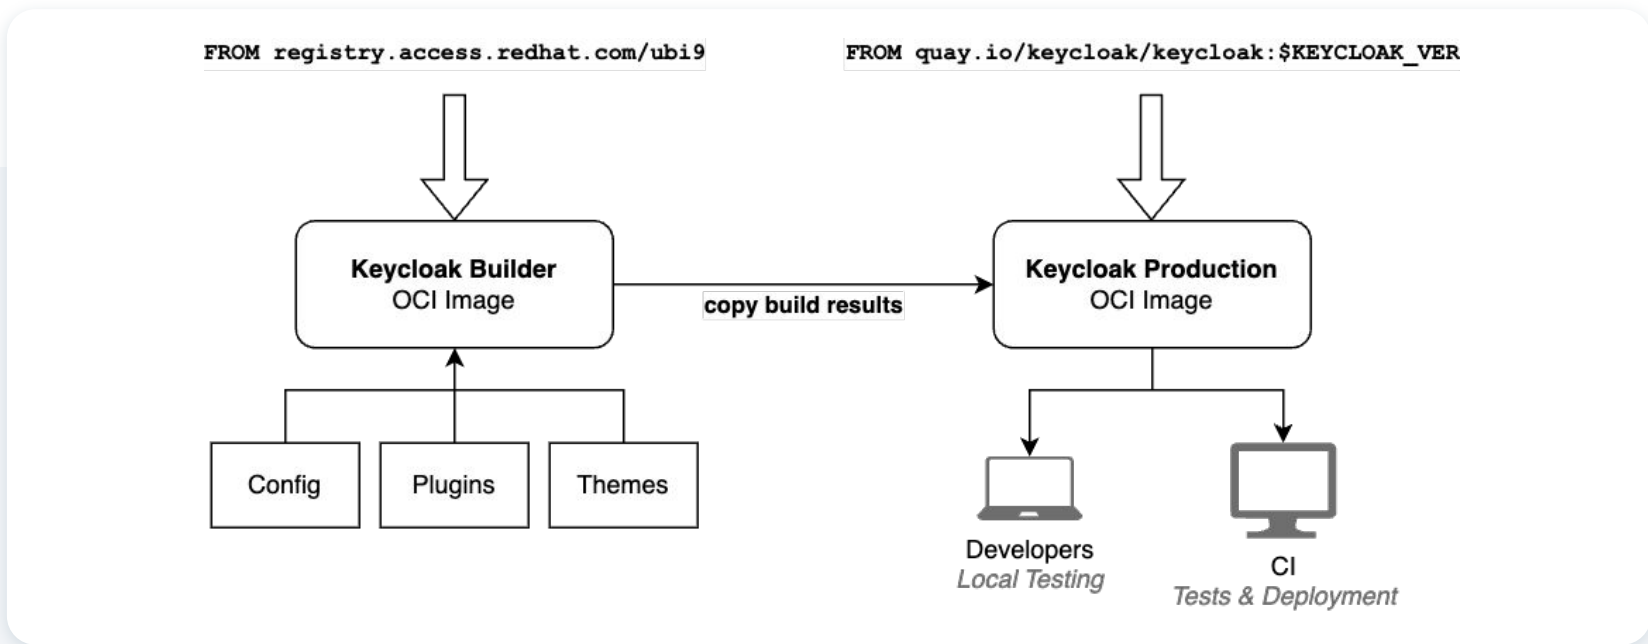 FROM registry.access.redhat.com/ubi9
FROM quay.io/keycloak/keycloak:$KEYCLOAK_VER
Keycloak Builder
OCI Image
copy build results
Keycloak Production
OCI Image
Config
Plugins
Themes
Developers
Local Testing
CI
Tests & Deployment